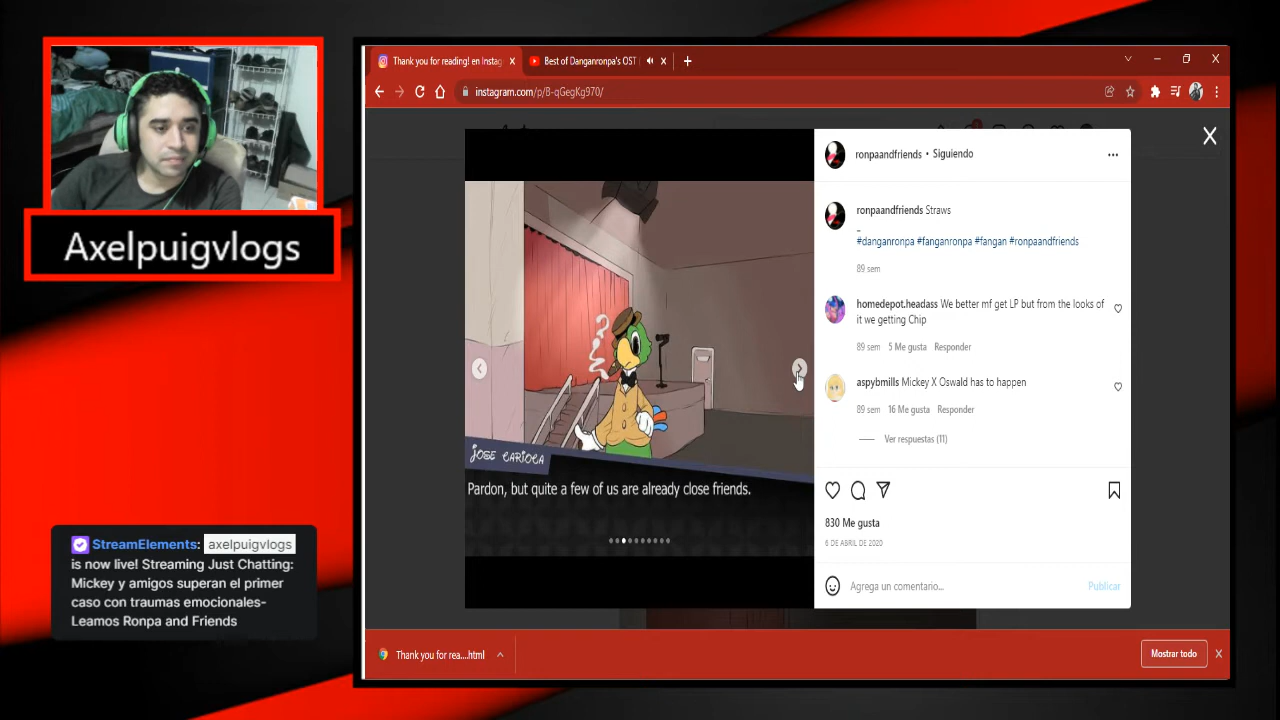 Axelpuigvlogs
StreamElements: axelpuigvlogs
is now live! Streaming Just Chatting:
Mickey y amigos superan el primer
caso con traumas emocionales-
Leamos Ronpa and Friends
Thank you for reading! en Instag
Best of Danganronpa's OST
instagram.com/p/B-qGegKg970/
JOSE CARIOCA
Pardon, but quite a few of us are already close friends.
ronpaandfriends • Siguiendo
ronpaandfriends Straws
-
#danganronpa #fanganronpa #fangan #ronpaandfriends
89 sem
homedepot.headass We better mf get LP but from the looks of
it we getting Chip
89 sem 5 Me gusta Responder
aspybmills Mickey X Oswald has to happen
89 sem 16 Me gusta Responder
Ver respuestas (11)
830 Me gusta
6 DE ABRIL DE 2020
Agrega un comentario... Publicar
Thank you for rea....html
Mostrar todo